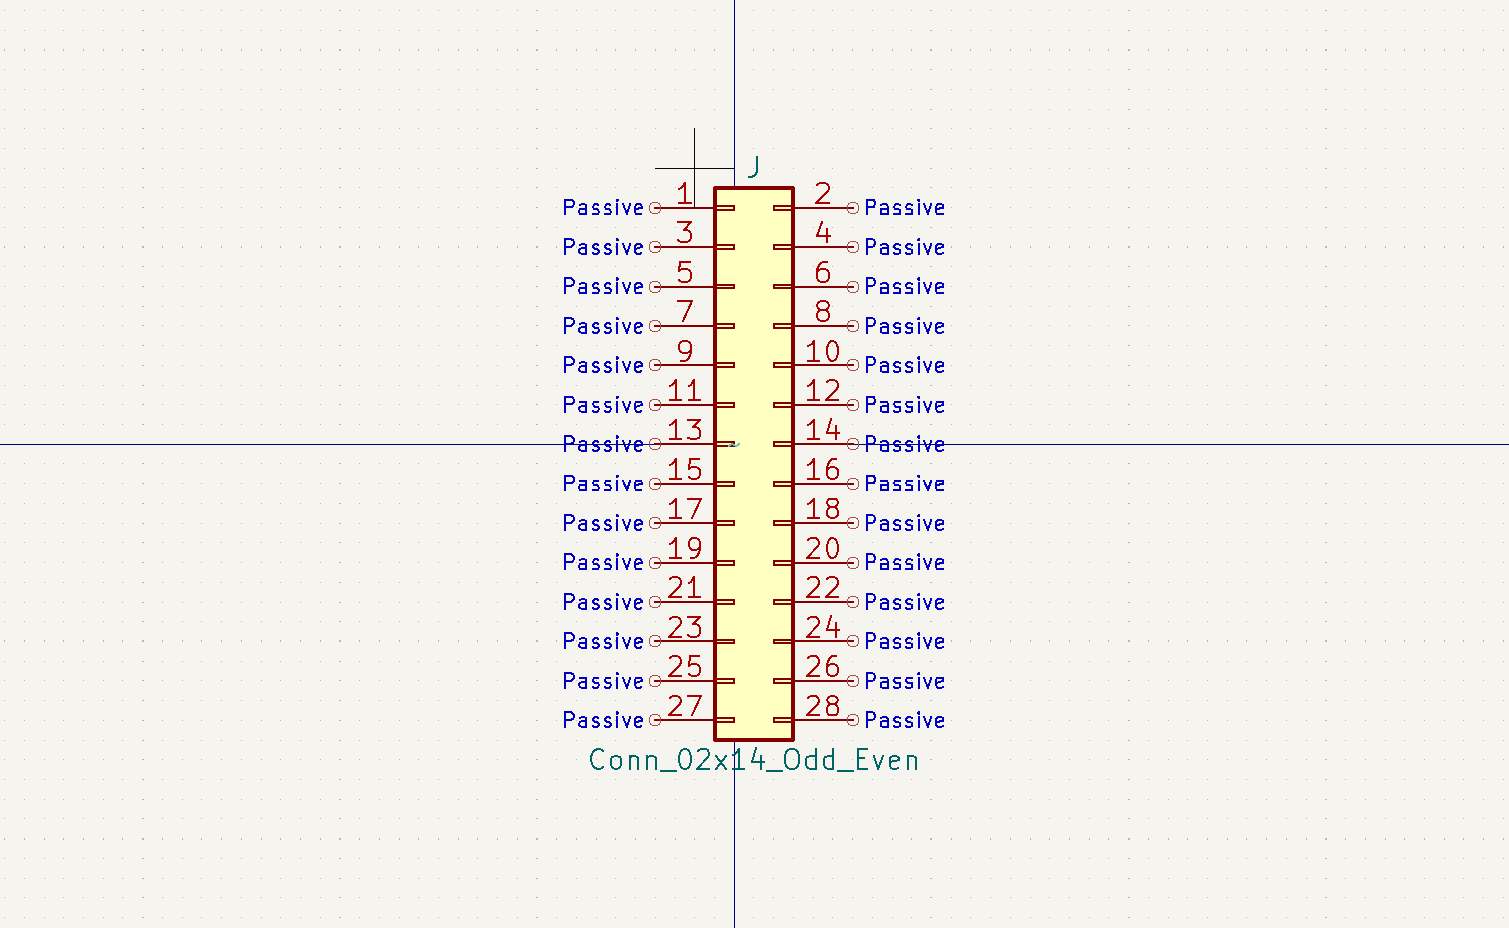 J
Passive 1 2 Passive
Passive 3 4 Passive
Passive 5 6 Passive
Passive 7 8 Passive
Passive 9 10 Passive
Passive 11 12 Passive
Passive 13 14 Passive
Passive 15 16 Passive
Passive 17 18 Passive
Passive 19 20 Passive
Passive 21 22 Passive
Passive 23 24 Passive
Passive 25 26 Passive
Passive 27 28 Passive
Conn_02x14_Odd_Even